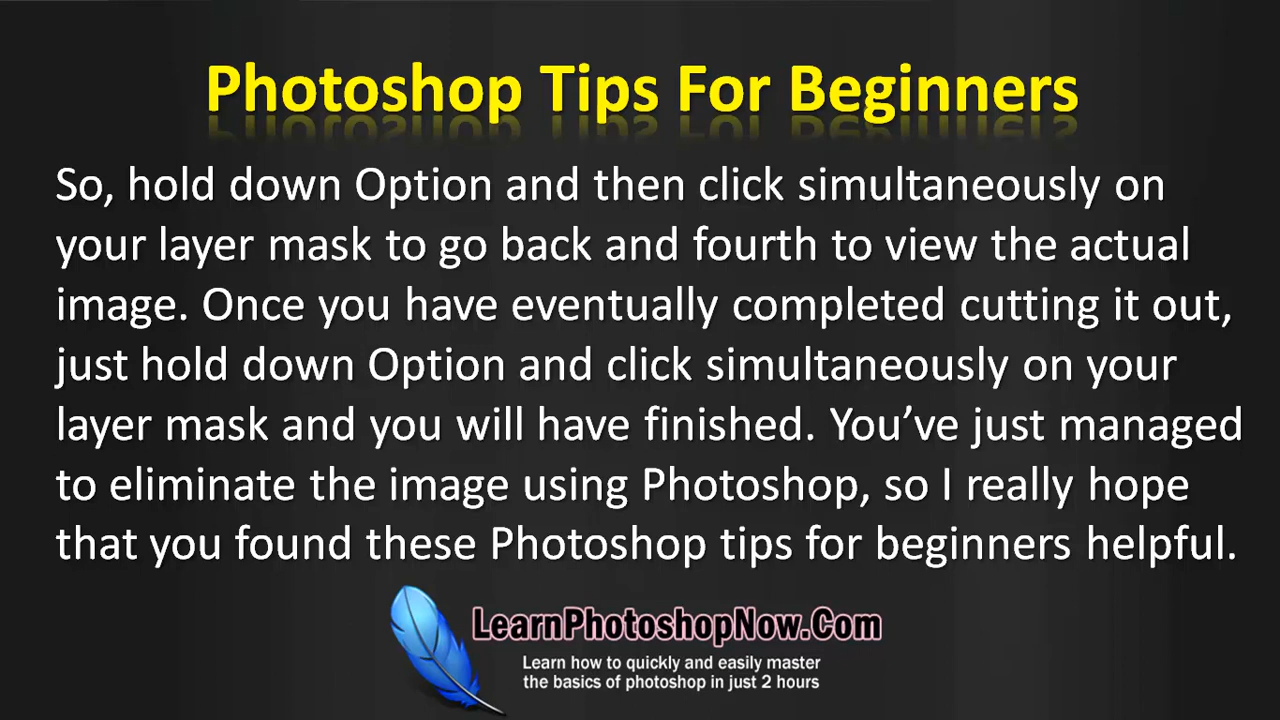 Photoshop Tips For Beginners
So, hold down Option and then click simultaneously on
your layer mask to go back and fourth to view the actual
image. Once you have eventually completed cutting it out,
just hold down Option and click simultaneously on your
layer mask and you will have finished. You’ve just managed
to eliminate the image using Photoshop, so I really hope
that you found these Photoshop tips for beginners helpful.
LearnPhotoshopNow.Com
Learn how to quickly and easily master
the basics of photoshop in just 2 hours